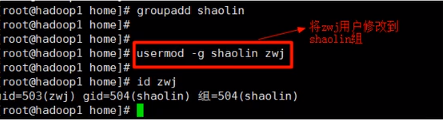 [root@hadoop1 home]# groupadd shaolin
[root@hadoop1 home]#
[root@hadoop1 home]#
[root@hadoop1 home]# usermod -g shaolin zwj
[root@hadoop1 home]#
[root@hadoop1 home]# id zwj
uid=503(zwj) gid=504(shaolin) 组=504(shaolin)
[root@hadoop1 home]#
将zwj用户修改到
shaolin组